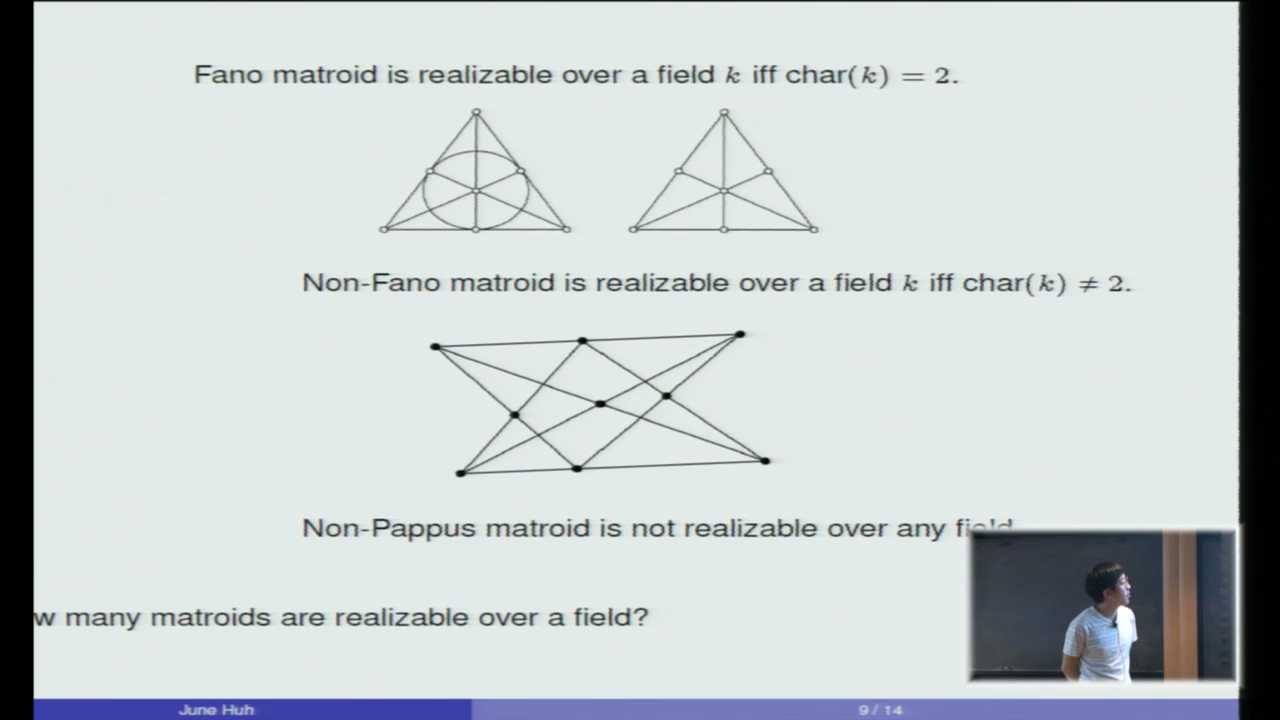 Fano matroid is realizable over a field k iff char(k) = 2.
Non-Fano matroid is realizable over a field k iff char(k) ≠ 2.
Non-Pappus matroid is not realizable over any field
w many matroids are realizable over a field?
June Huh
9 / 14